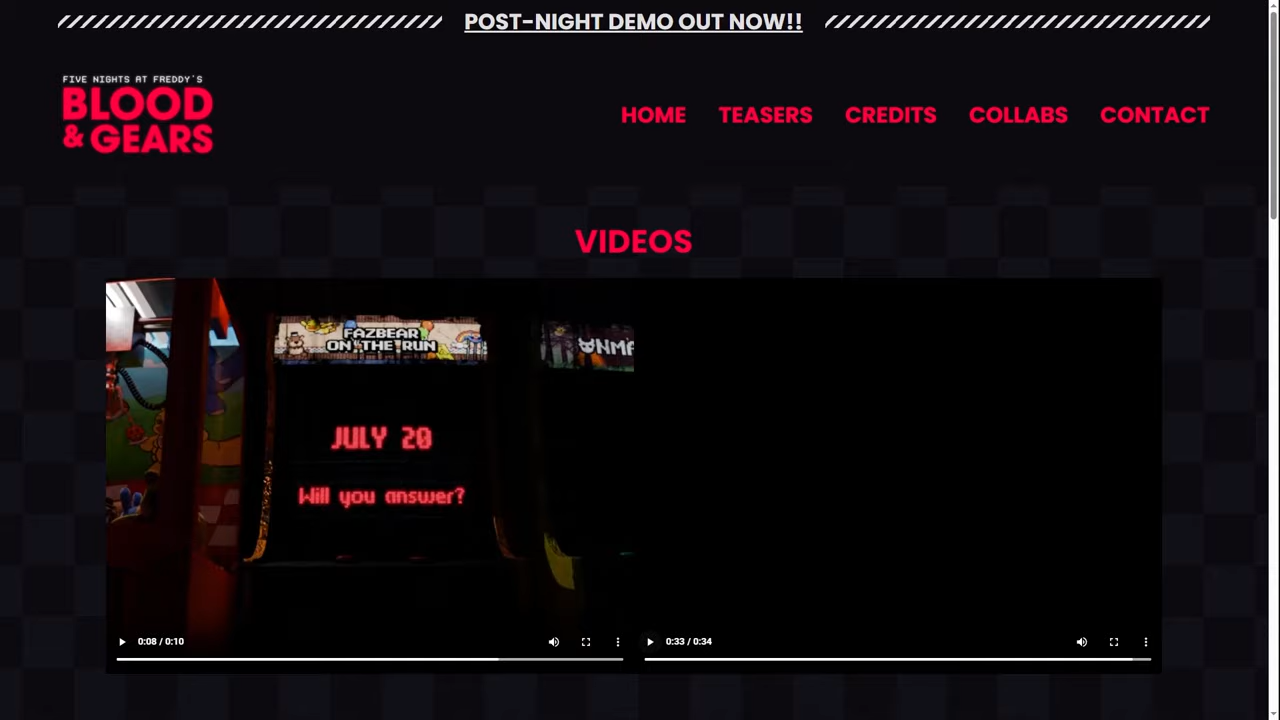 POST-NIGHT DEMO OUT NOW!!
FIVE NIGHTS AT FREDDY'S
BLOOD
& GEARS
HOME TEASERS CREDITS COLLABS CONTACT
VIDEOS
FAZBEAR
ON THE RUN
JULY 20
Will you answer?
0:08 / 0:10
0:33 / 0:34